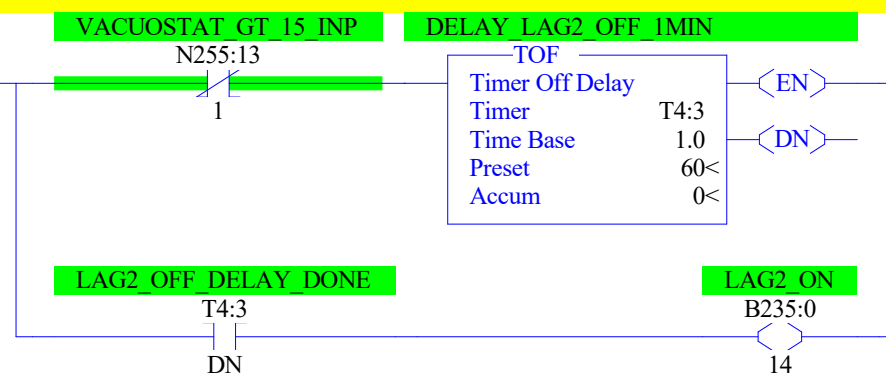 VACUOSTAT_GT_15_INP DELAY_LAG2_OFF_1MIN
N255:13
1
TOF
Timer Off Delay
Timer T4:3
Time Base 1.0
Preset 60<
Accum 0<
EN
DN
LAG2_OFF_DELAY_DONE LAG2_ON
T4:3 B235:0
DN 14